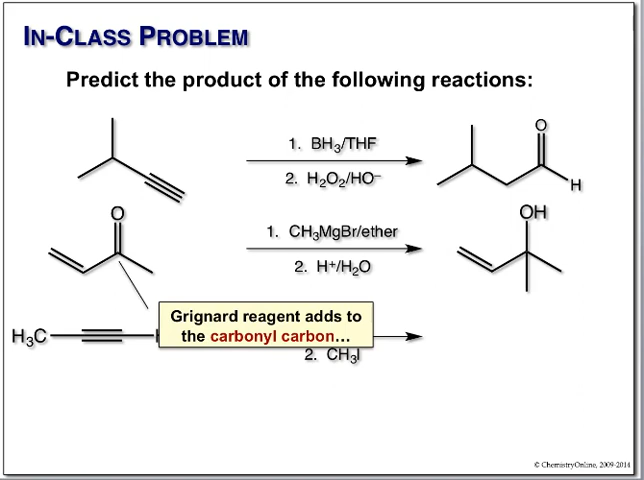 IN-CLASS PROBLEM
Predict the product of the following reactions:
1. BH₃/THF
2. H₂O₂/HO⁻
O
H
O
1. CH₃MgBr/ether
2. H⁺/H₂O
OH
Grignard reagent adds to
the carbonyl carbon…
H₃C
2. CH₃I
© ChemistryOnline, 2009-2014